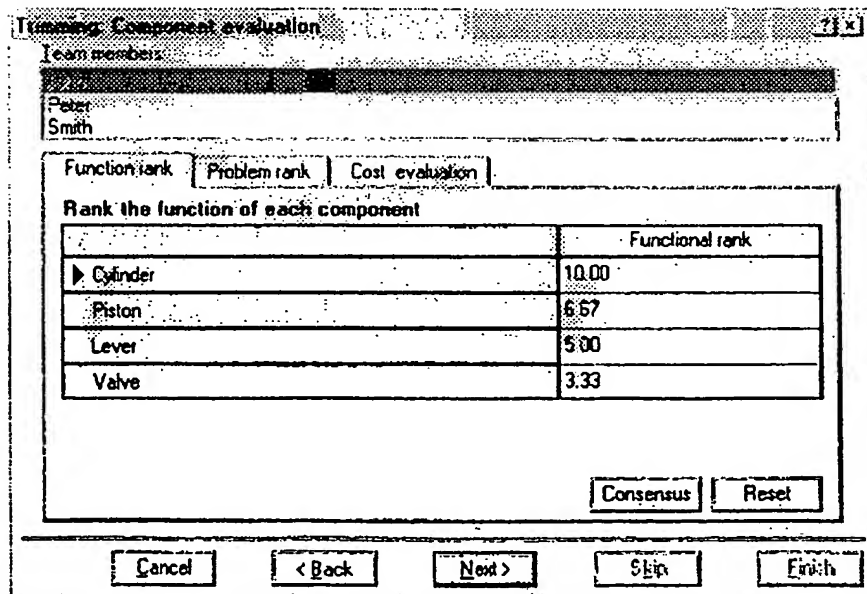 Trimming: Component evaluation ? x
Team members
Peter
Smith
Function rank Problem rank Cost evaluation
Rank the function of each component
Functional rank
Cylinder 10.00
Piston 6.67
Lever 5.00
Valve 3.33
Consensus Reset
Cancel < Back Next > Skip Finish